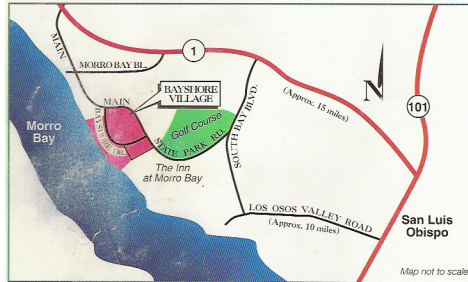 MAIN
1
MORRO BAY BL.
BAYSHORE
VILLAGE
MAIN
BAYSHORE DR.
Morro
Bay
Golf Course
STATE PARK RD.
The Inn
at Morro Bay
SOUTH BAY BLVD.
(Approx. 15 miles)
N
101
LOS OSOS VALLEY ROAD
(Approx. 10 miles)
San Luis
Obispo
Map not to scale